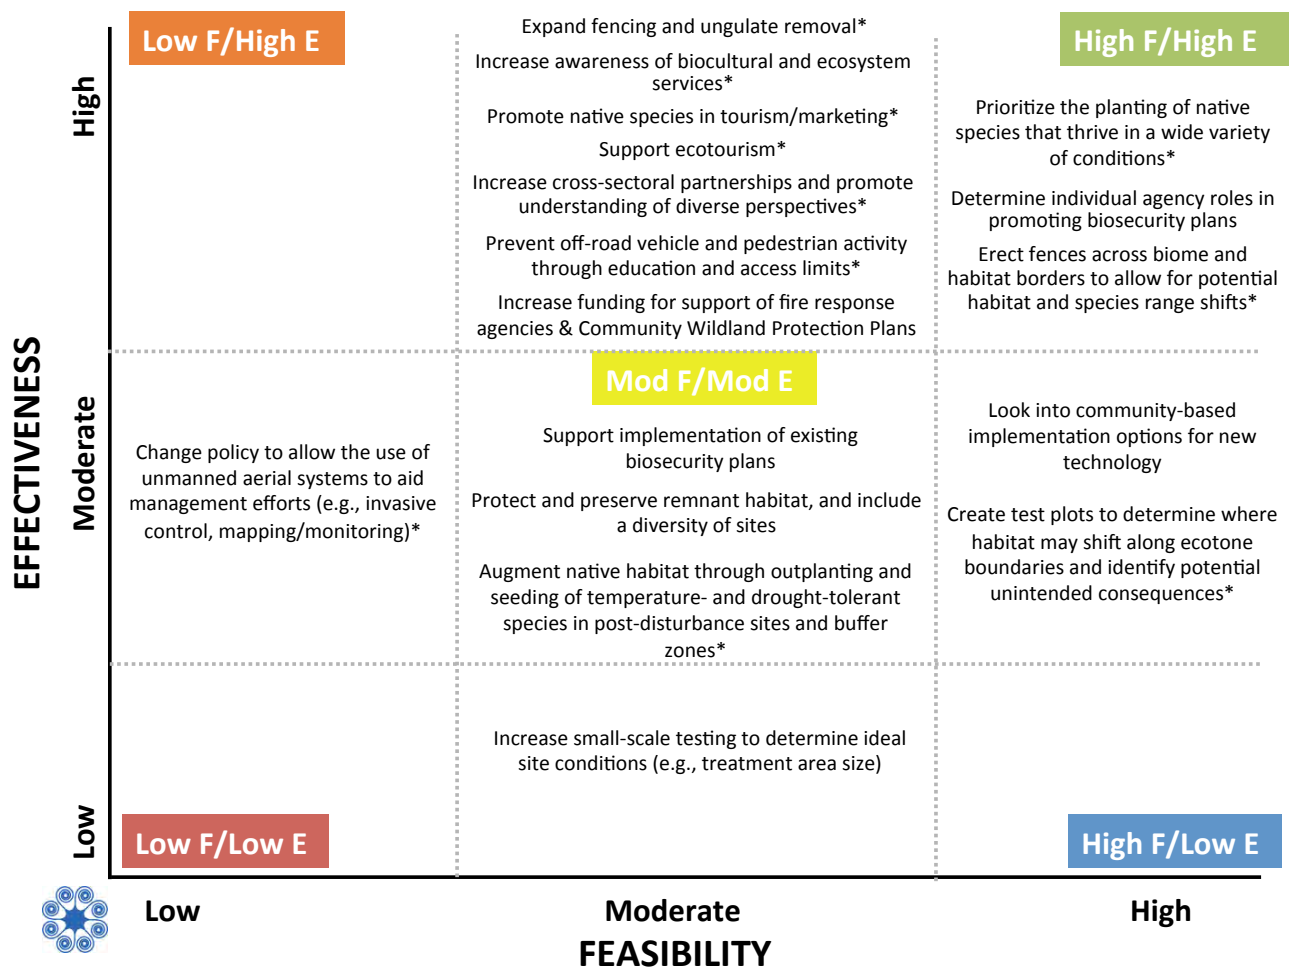 Low F/High E
Expand fencing and ungulate removal*
Increase awareness of biocultural and ecosystem
services*
Promote native species in tourism/marketing*
Support ecotourism*
Increase cross-sectoral partnerships and promote
understanding of diverse perspectives*
Prevent off-road vehicle and pedestrian activity
through education and access limits*
Increase funding for support of fire response
agencies & Community Wildland Protection Plans
High F/High E
Prioritize the planting of native
species that thrive in a wide variety
of conditions*
Determine individual agency roles in
promoting biosecurity plans
Erect fences across biome and
habitat borders to allow for potential
habitat and species range shifts*
High
EFFECTIVENESS
Moderate
Change policy to allow the use of
unmanned aerial systems to aid
management efforts (e.g., invasive
control, mapping/monitoring)*
Mod F/Mod E
Support implementation of existing
biosecurity plans
Protect and preserve remnant habitat, and include
a diversity of sites
Augment native habitat through outplanting and
seeding of temperature- and drought-tolerant
species in post-disturbance sites and buffer
zones*
Look into community-based
implementation options for new
technology
Create test plots to determine where
habitat may shift along ecotone
boundaries and identify potential
unintended consequences*
Increase small-scale testing to determine ideal
site conditions (e.g., treatment area size)
Low
Low F/Low E
High F/Low E
Low
Moderate
High
FEASIBILITY